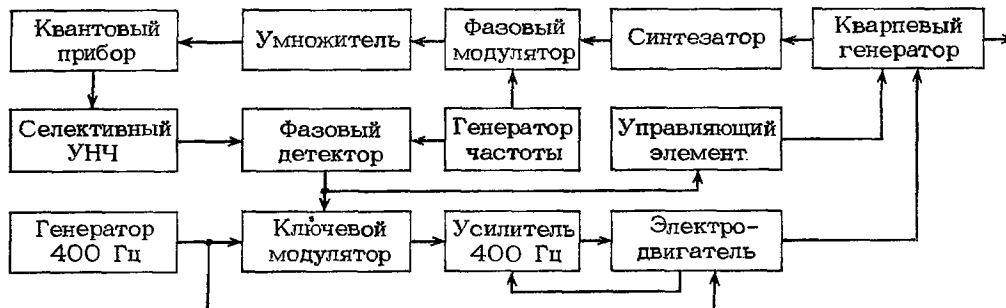 Квантовый
прибор
Умножитель
Фазовый
модулятор
Синтезатор
Кварпевый
генератор
Селективный
УНЧ
Фазовый
детектор
Генератор
частоты
Управляющий
элемент
Генератор
400 Гц
Ключевой
модулятор
Усилитель
400 Гц
Электро-
двигатель